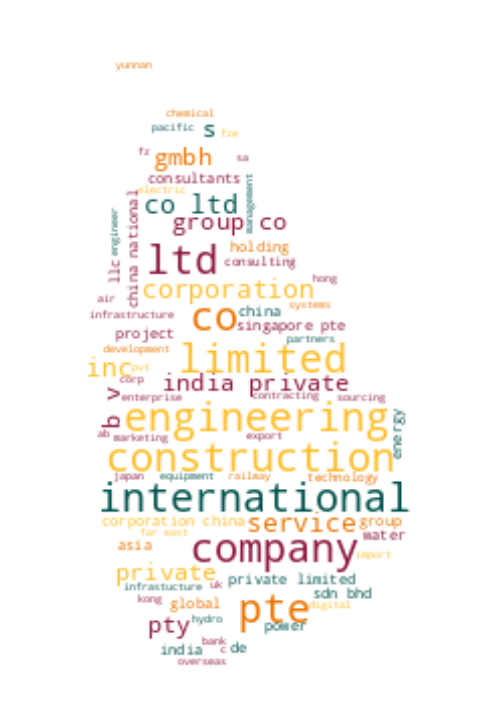 yunnan
chemical
pacific s fze
fz gmbh sa
consultants
electric
co ltd
management
group co
engineer
china national
holding
ltd consulting
llc
hong
corporation
air systems
infrastructure co china
singapore pte
project partners
development
limited
inc pvt
corp india private
b v enterprise contracting sourcing
engineering
energy
ab marketing export
construction
japan equipment railway technology
international
corporation china service group
far east water
asia company import
private private limited
infrastucture uk sdn bhd
kong global pte digital
hydro
pty power
bank
india c de
overseas